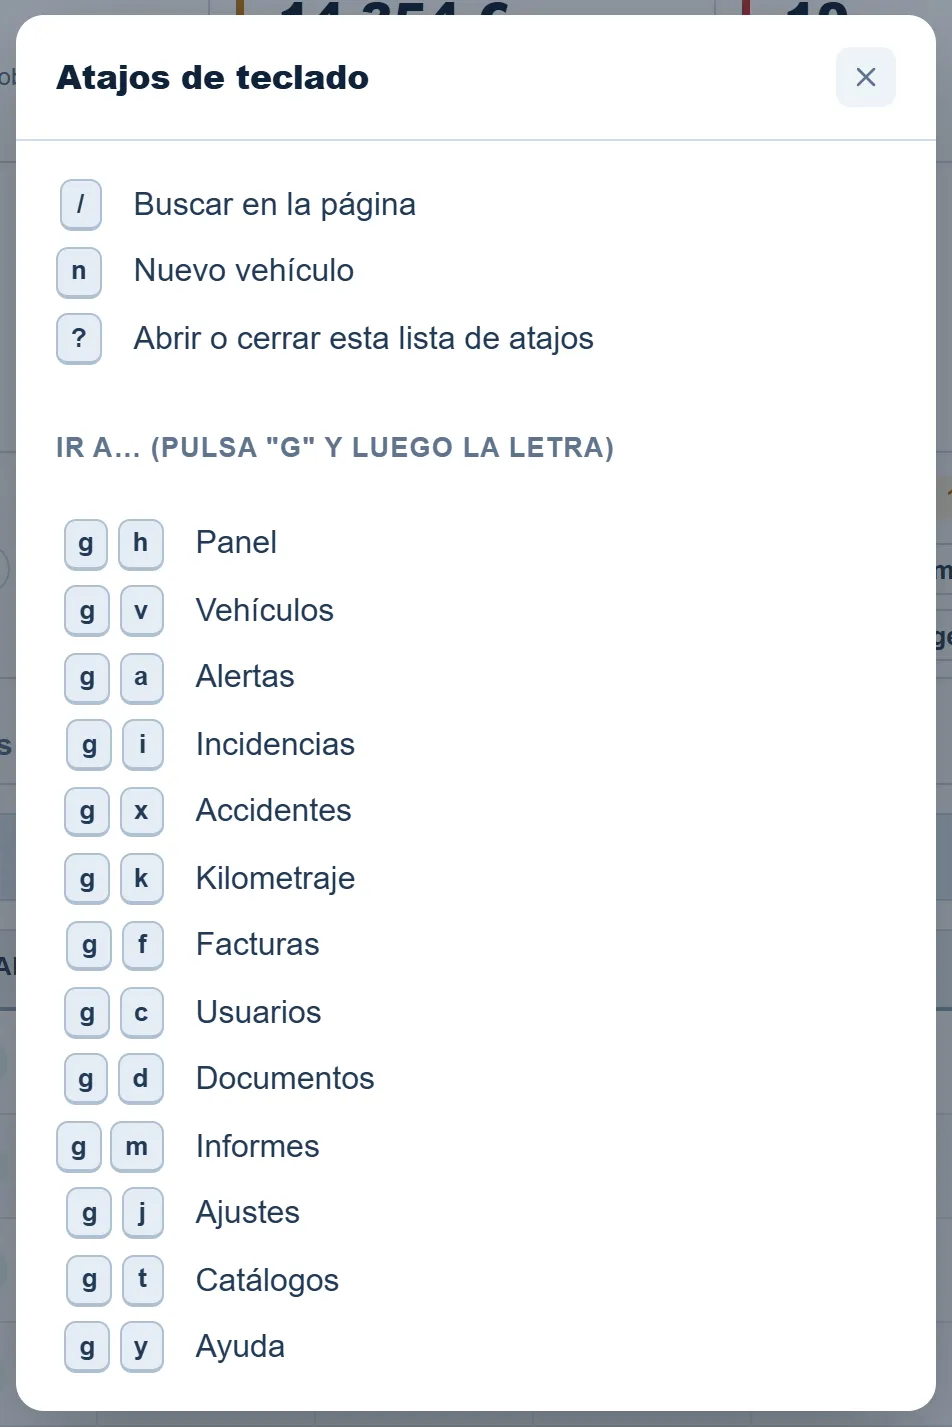 Atajos de teclado
/ Buscar en la página
n Nuevo vehículo
? Abrir o cerrar esta lista de atajos
IR A... (PULSA "G" Y LUEGO LA LETRA)
g h Panel
g v Vehículos
g a Alertas
g i Incidencias
g x Accidentes
g k Kilometraje
g f Facturas
g c Usuarios
g d Documentos
g m Informes
g j Ajustes
g t Catálogos
g y Ayuda